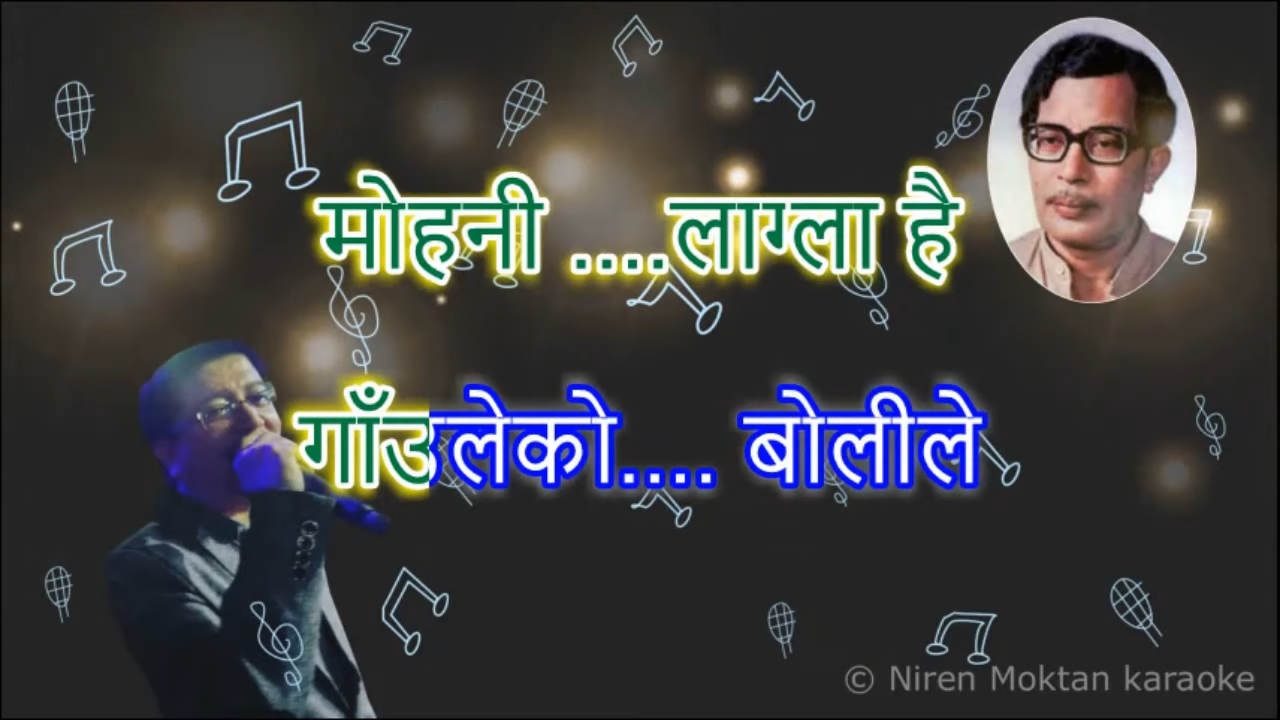 मोहनी ....लाग्ला है
गाँउलेको.... बोलीले
© Niren Moktan karaoke